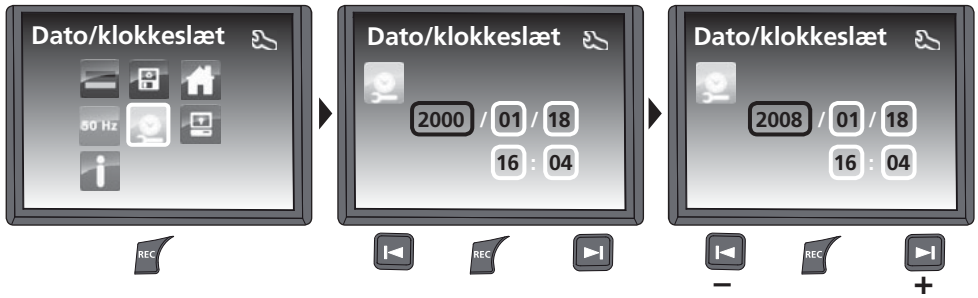 Dato/klokkeslæt
50 Hz
REC
Dato/klokkeslæt
2000 / 01 / 18
16 : 04
REC
Dato/klokkeslæt
2008 / 01 / 18
16 : 04
REC
− +